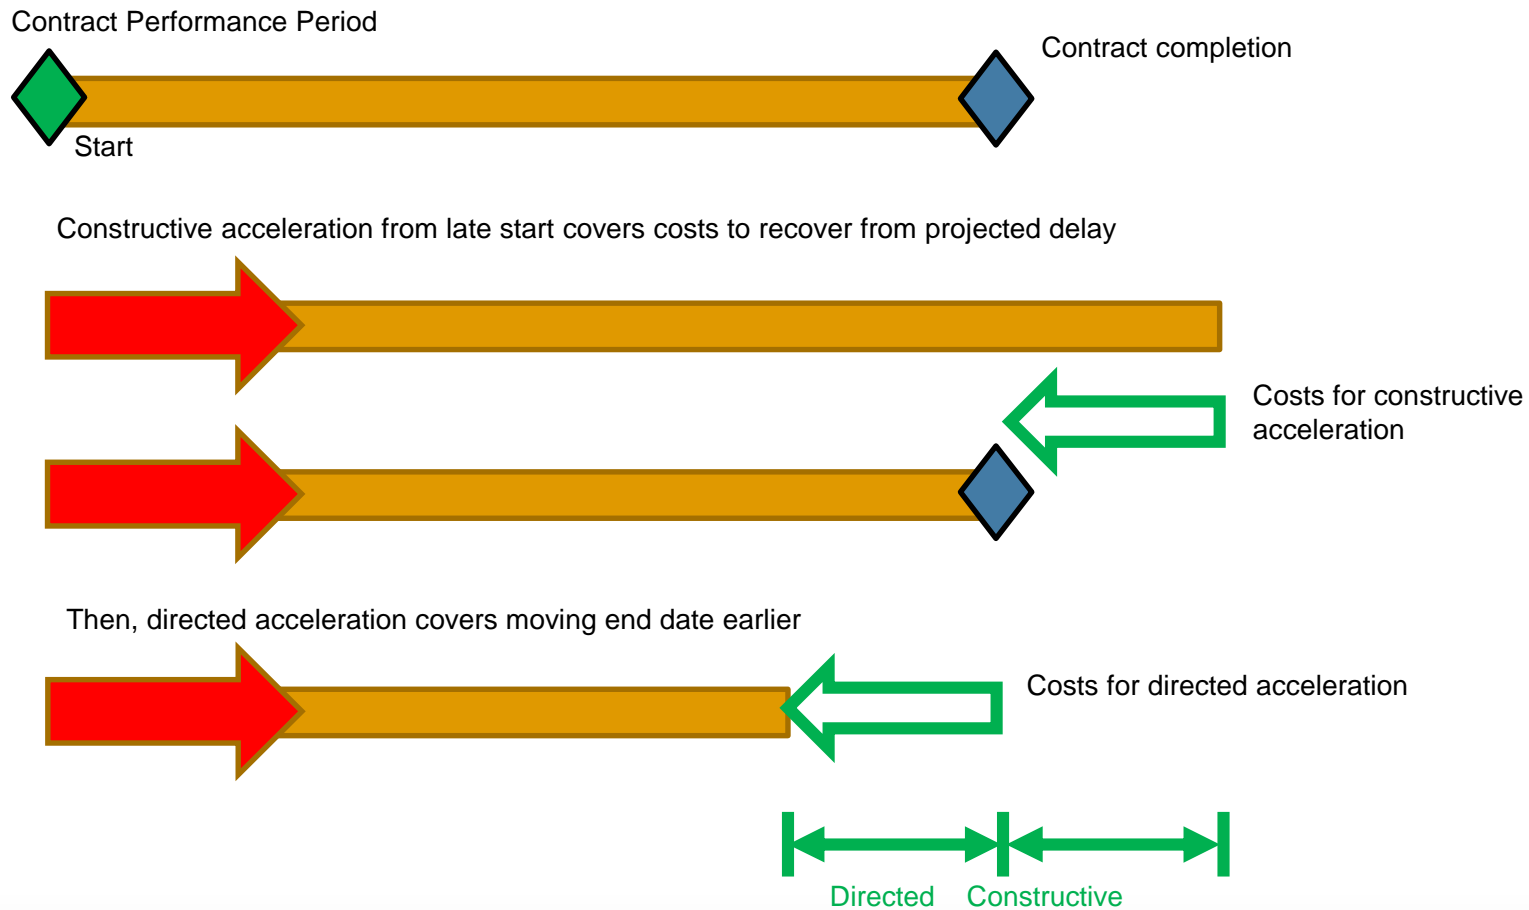 Contract Performance Period
Contract completion
Start
Constructive acceleration from late start covers costs to recover from projected delay
Costs for constructive
acceleration
Then, directed acceleration covers moving end date earlier
Costs for directed acceleration
Directed Constructive